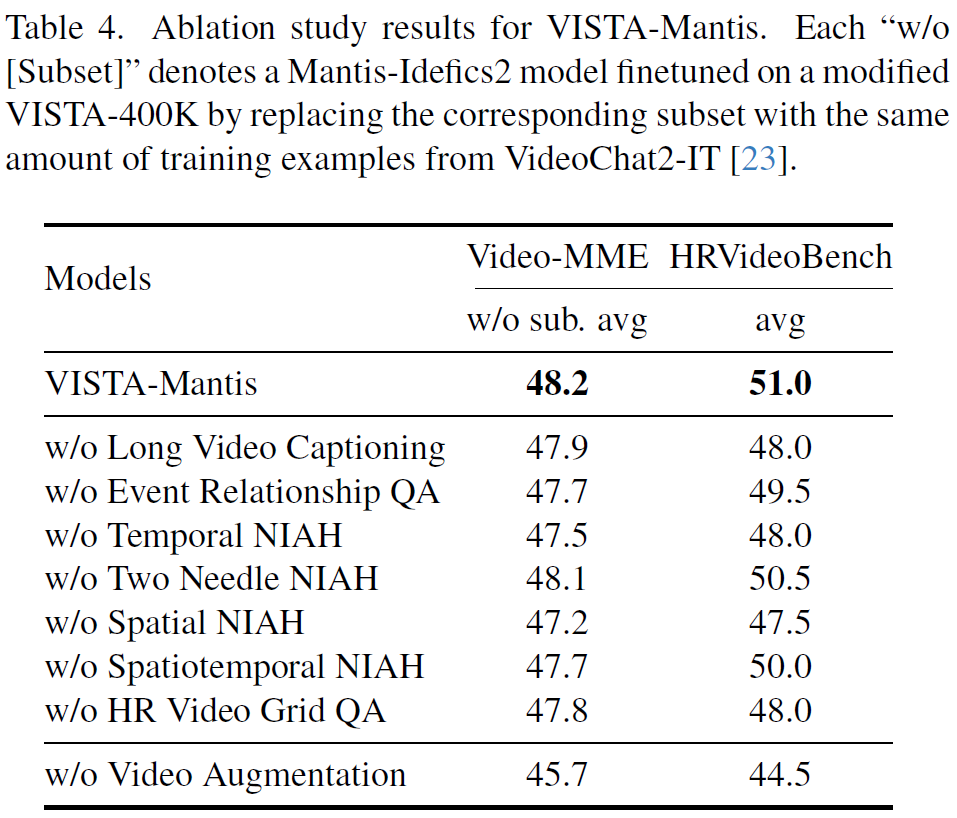 Table 4. Ablation study results for VISTA-Mantis. Each “w/o
[Subset]” denotes a Mantis-Idefics2 model finetuned on a modified
VISTA-400K by replacing the corresponding subset with the same
amount of training examples from VideoChat2-IT [23].
Models Video-MME HRVideoBench
w/o sub. avg avg
VISTA-Mantis 48.2 51.0
w/o Long Video Captioning 47.9 48.0
w/o Event Relationship QA 47.7 49.5
w/o Temporal NIAH 47.5 48.0
w/o Two Needle NIAH 48.1 50.5
w/o Spatial NIAH 47.2 47.5
w/o Spatiotemporal NIAH 47.7 50.0
w/o HR Video Grid QA 47.8 48.0
w/o Video Augmentation 45.7 44.5